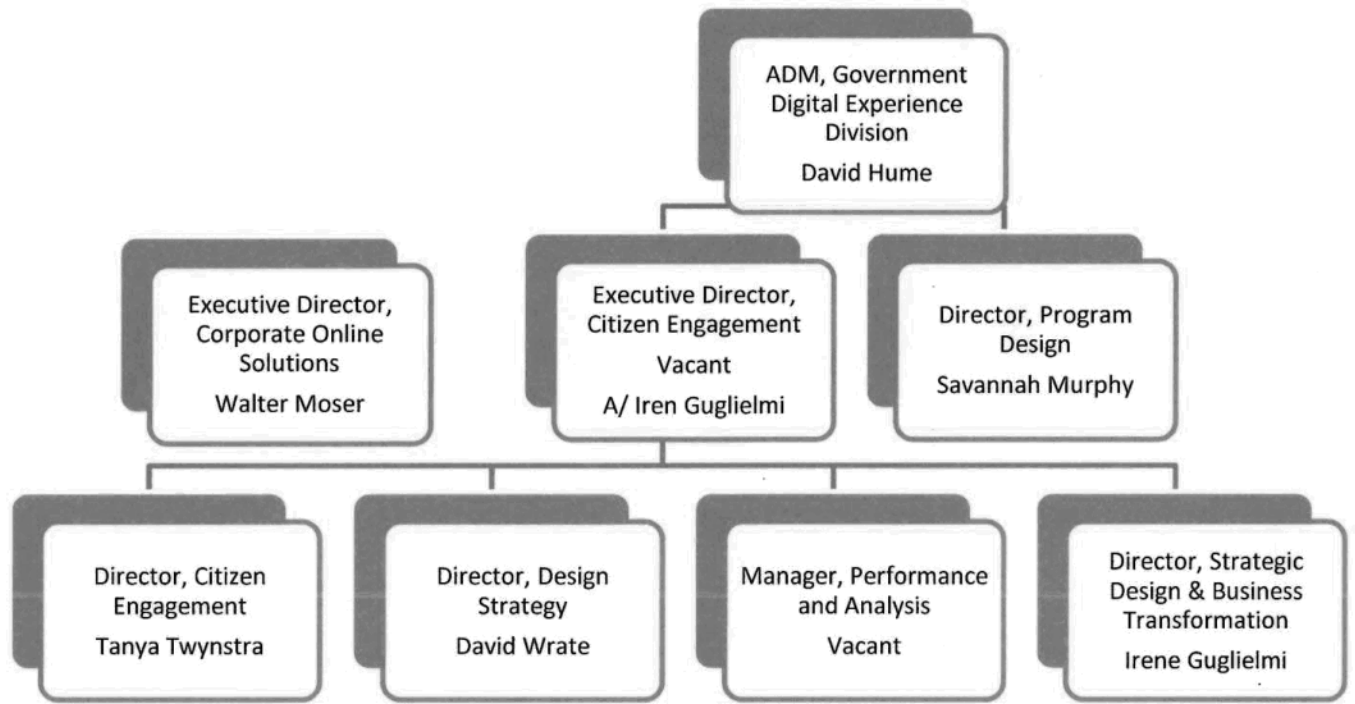 ADM, Government
Digital Experience
Division
David Hume
Executive Director,
Corporate Online
Solutions
Walter Moser
Executive Director,
Citizen Engagement
Vacant
A/ Iren Guglielmi
Director, Program
Design
Savannah Murphy
Director, Citizen
Engagement
Tanya Twynstra
Director, Design
Strategy
David Wrate
Manager, Performance
and Analysis
Vacant
Director, Strategic
Design & Business
Transformation
Irene Guglielmi